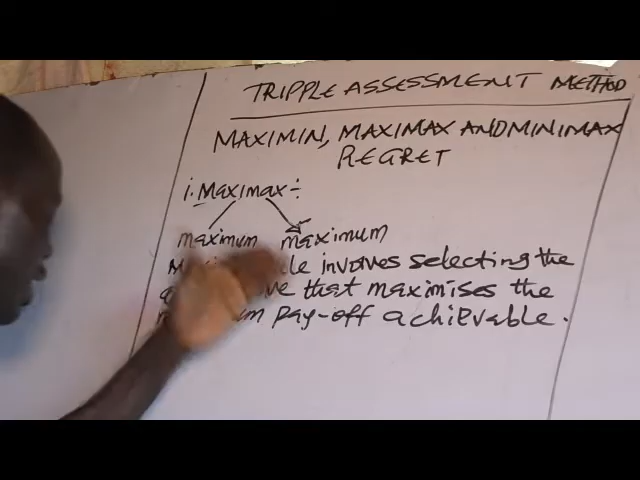 TRIPPLE ASSESSMENT METHOD
MAXIMIN, MAXIMAX AND MINIMAX
REGRET
i. Maximax:-
maximum maximum
involves selecting the
that maximises the
pay-off achievable.